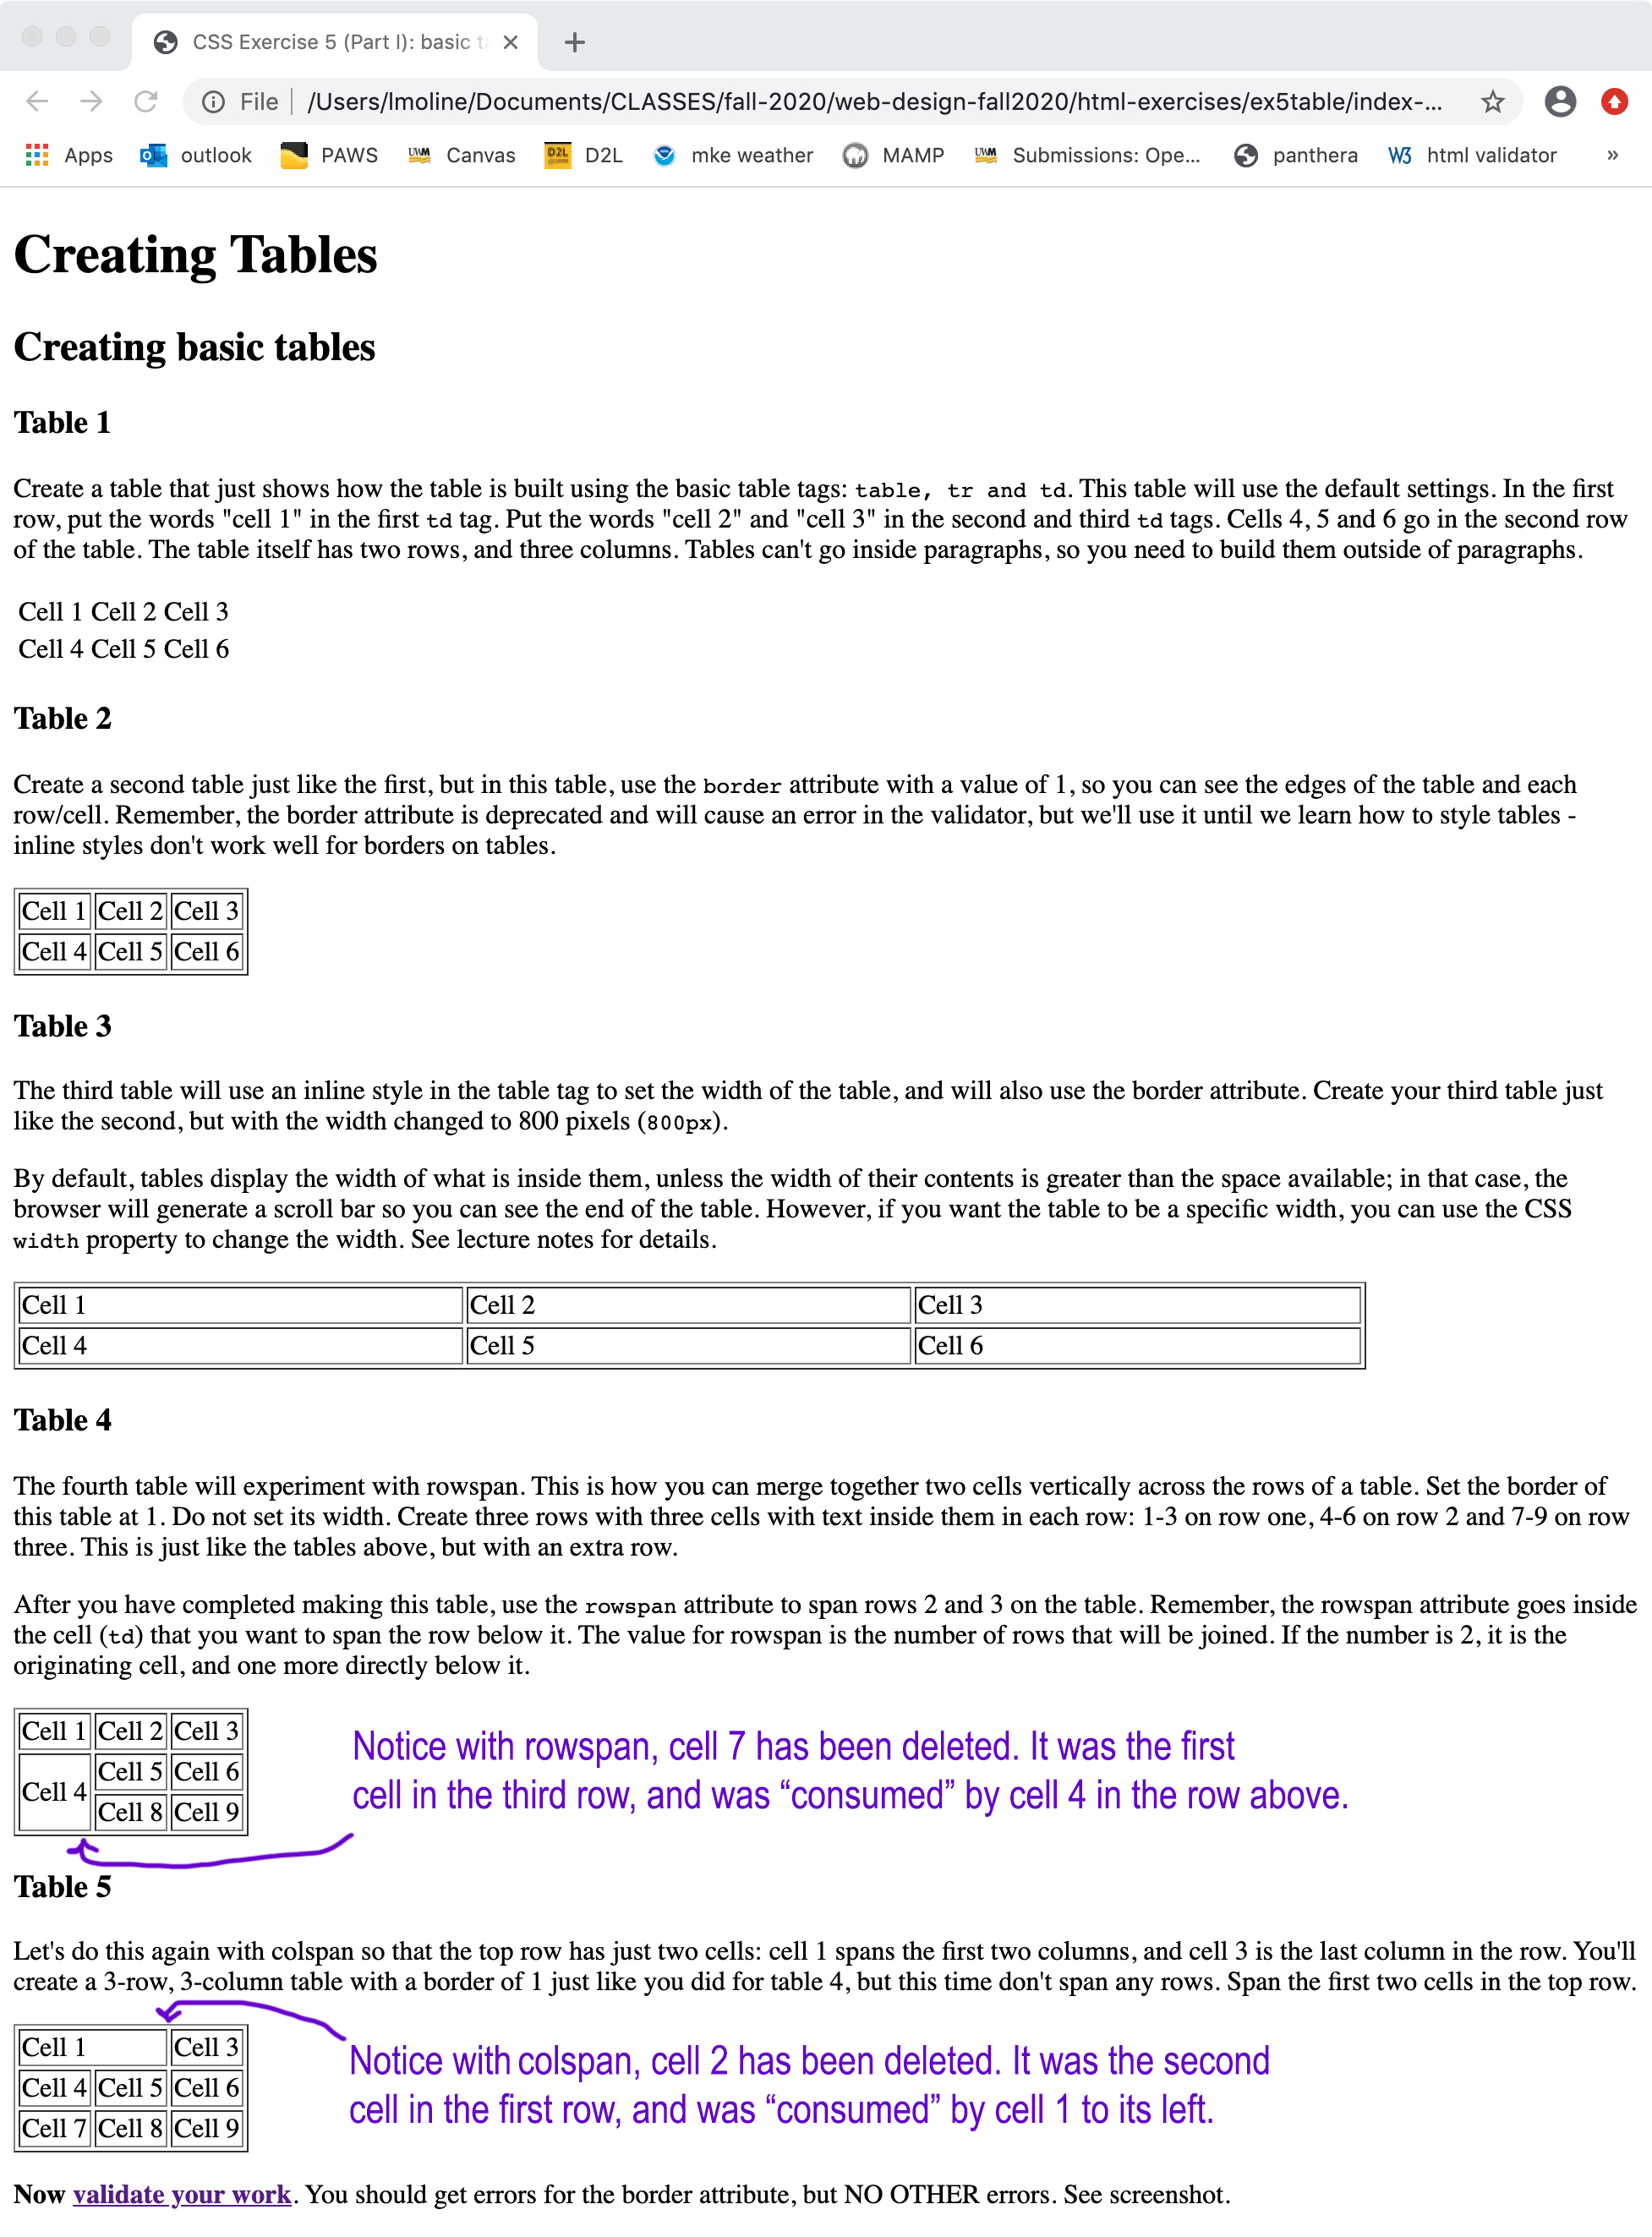 CSS Exercise 5 (Part I): basic t
File /Users/lmoline/Documents/CLASSES/fall-2020/web-design-fall2020/html-exercises/ex5table/index-...
Apps outlook PAWS UWM Canvas D2L D2L mke weather MAMP UWM Submissions: Ope... panthera W3 html validator »
Creating Tables
Creating basic tables
Table 1
Create a table that just shows how the table is built using the basic table tags: table, tr and td. This table will use the default settings. In the first
row, put the words "cell 1" in the first td tag. Put the words "cell 2" and "cell 3" in the second and third td tags. Cells 4, 5 and 6 go in the second row
of the table. The table itself has two rows, and three columns. Tables can't go inside paragraphs, so you need to build them outside of paragraphs.
Cell 1 Cell 2 Cell 3
Cell 4 Cell 5 Cell 6
Table 2
Create a second table just like the first, but in this table, use the border attribute with a value of 1, so you can see the edges of the table and each
row/cell. Remember, the border attribute is deprecated and will cause an error in the validator, but we'll use it until we learn how to style tables -
inline styles don't work well for borders on tables.
Cell 1 Cell 2 Cell 3
Cell 4 Cell 5 Cell 6
Table 3
The third table will use an inline style in the table tag to set the width of the table, and will also use the border attribute. Create your third table just
like the second, but with the width changed to 800 pixels (800px).
By default, tables display the width of what is inside them, unless the width of their contents is greater than the space available; in that case, the
browser will generate a scroll bar so you can see the end of the table. However, if you want the table to be a specific width, you can use the CSS
width property to change the width. See lecture notes for details.
Cell 1 Cell 2 Cell 3
Cell 4 Cell 5 Cell 6
Table 4
The fourth table will experiment with rowspan. This is how you can merge together two cells vertically across the rows of a table. Set the border of
this table at 1. Do not set its width. Create three rows with three cells with text inside them in each row: 1-3 on row one, 4-6 on row 2 and 7-9 on row
three. This is just like the tables above, but with an extra row.
After you have completed making this table, use the rowspan attribute to span rows 2 and 3 on the table. Remember, the rowspan attribute goes inside
the cell (td) that you want to span the row below it. The value for rowspan is the number of rows that will be joined. If the number is 2, it is the
originating cell, and one more directly below it.
Cell 1 Cell 2 Cell 3
Cell 4 Cell 5 Cell 6
Cell 8 Cell 9
Notice with rowspan, cell 7 has been deleted. It was the first
cell in the third row, and was “consumed” by cell 4 in the row above.
Table 5
Let's do this again with colspan so that the top row has just two cells: cell 1 spans the first two columns, and cell 3 is the last column in the row. You'll
create a 3-row, 3-column table with a border of 1 just like you did for table 4, but this time don't span any rows. Span the first two cells in the top row.
Cell 1 Cell 3
Cell 4 Cell 5 Cell 6
Cell 7 Cell 8 Cell 9
Notice with colspan, cell 2 has been deleted. It was the second
cell in the first row, and was “consumed” by cell 1 to its left.
Now validate your work. You should get errors for the border attribute, but NO OTHER errors. See screenshot.